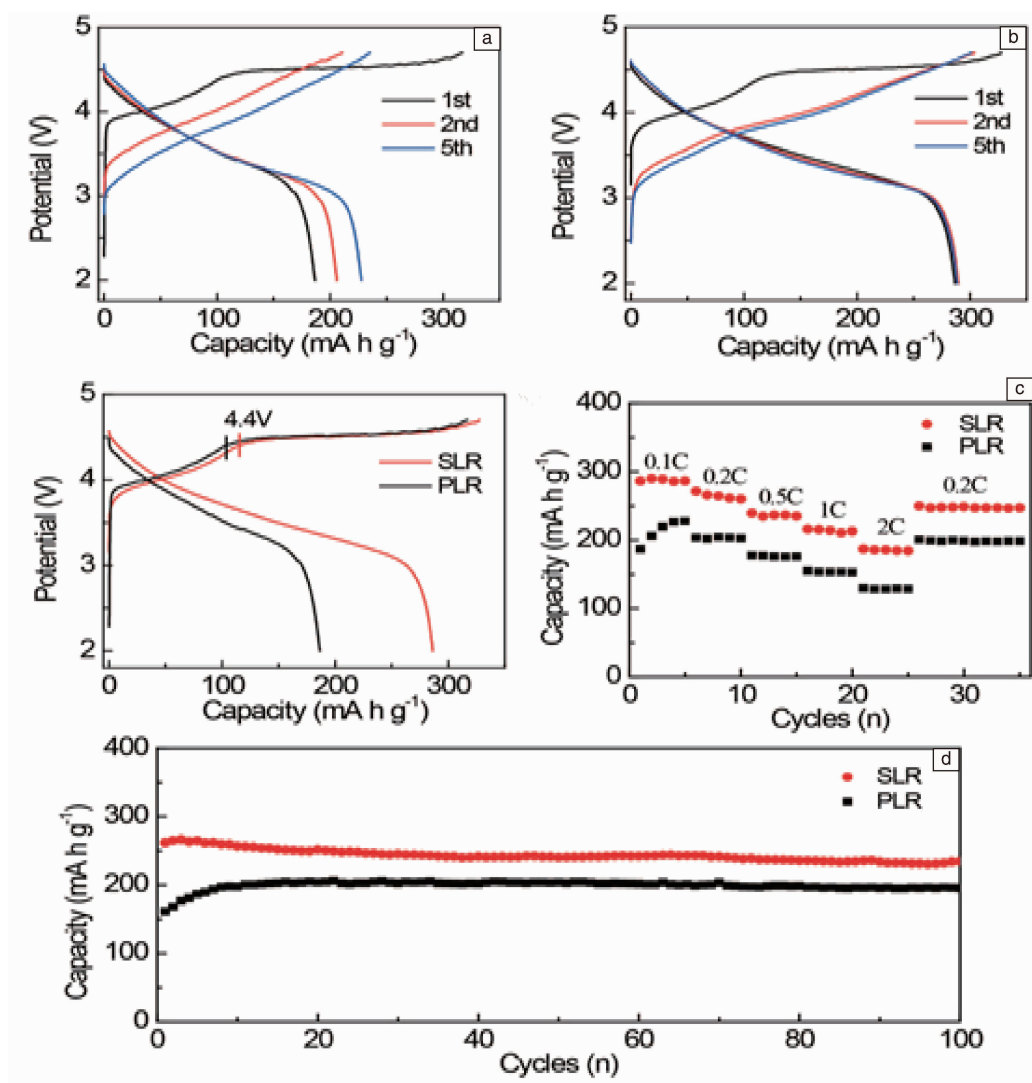 a
5
4
3
2
Potential (V)
1st
2nd
5th
0 100 200 300
Capacity (mA h g⁻¹)
b
5
4
3
2
Potential (V)
1st
2nd
5th
0 100 200 300
Capacity (mA h g⁻¹)
5
4
3
2
Potential (V)
4.4V
SLR
PLR
0 100 200 300
Capacity (mA h g⁻¹)
c
400
300
200
100
0
Capacity (mA h g⁻¹)
SLR
PLR
0.1C
0.2C
0.5C
1C
2C
0.2C
0 10 20 30
Cycles (n)
d
400
300
200
100
0
Capacity (mA h g⁻¹)
SLR
PLR
0 20 40 60 80 100
Cycles (n)